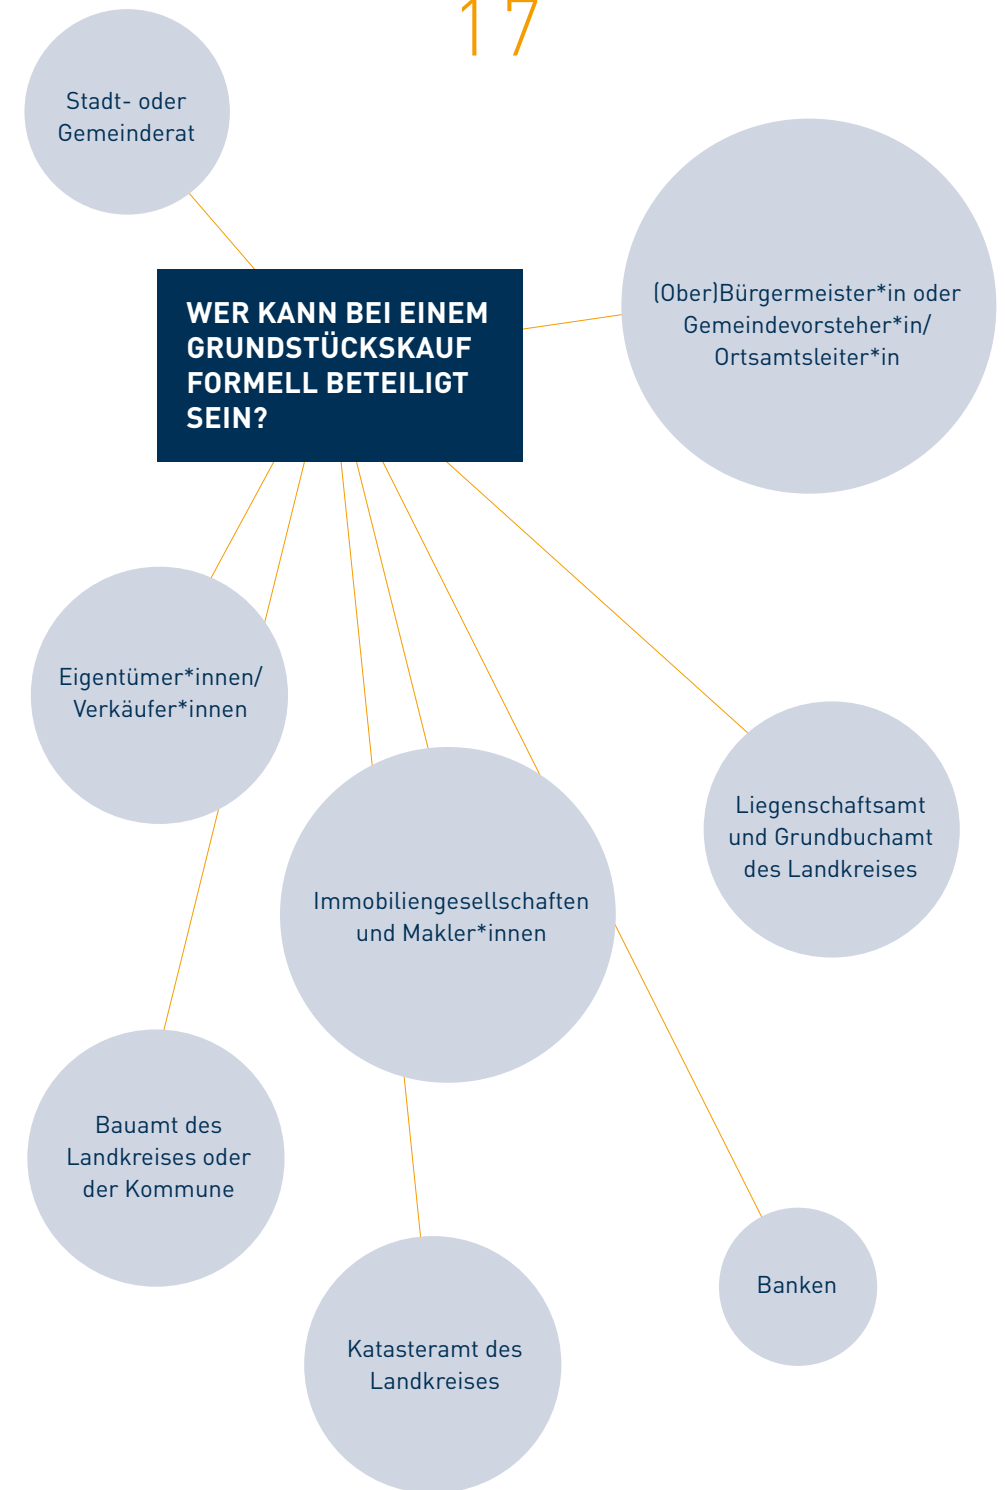 17
Stadt- oder
Gemeinderat
(Ober)Bürgermeister*in oder
Gemeindevorsteher*in/
Ortsamtsleiter*in
WER KANN BEI EINEM
GRUNDSTÜCKSKAUF
FORMELL BETEILIGT
SEIN?
Eigentümer*innen/
Verkäufer*innen
Liegenschaftsamt
und Grundbuchamt
des Landkreises
Immobiliengesellschaften
und Makler*innen
Bauamt des
Landkreises oder
der Kommune
Banken
Katasteramt des
Landkreises